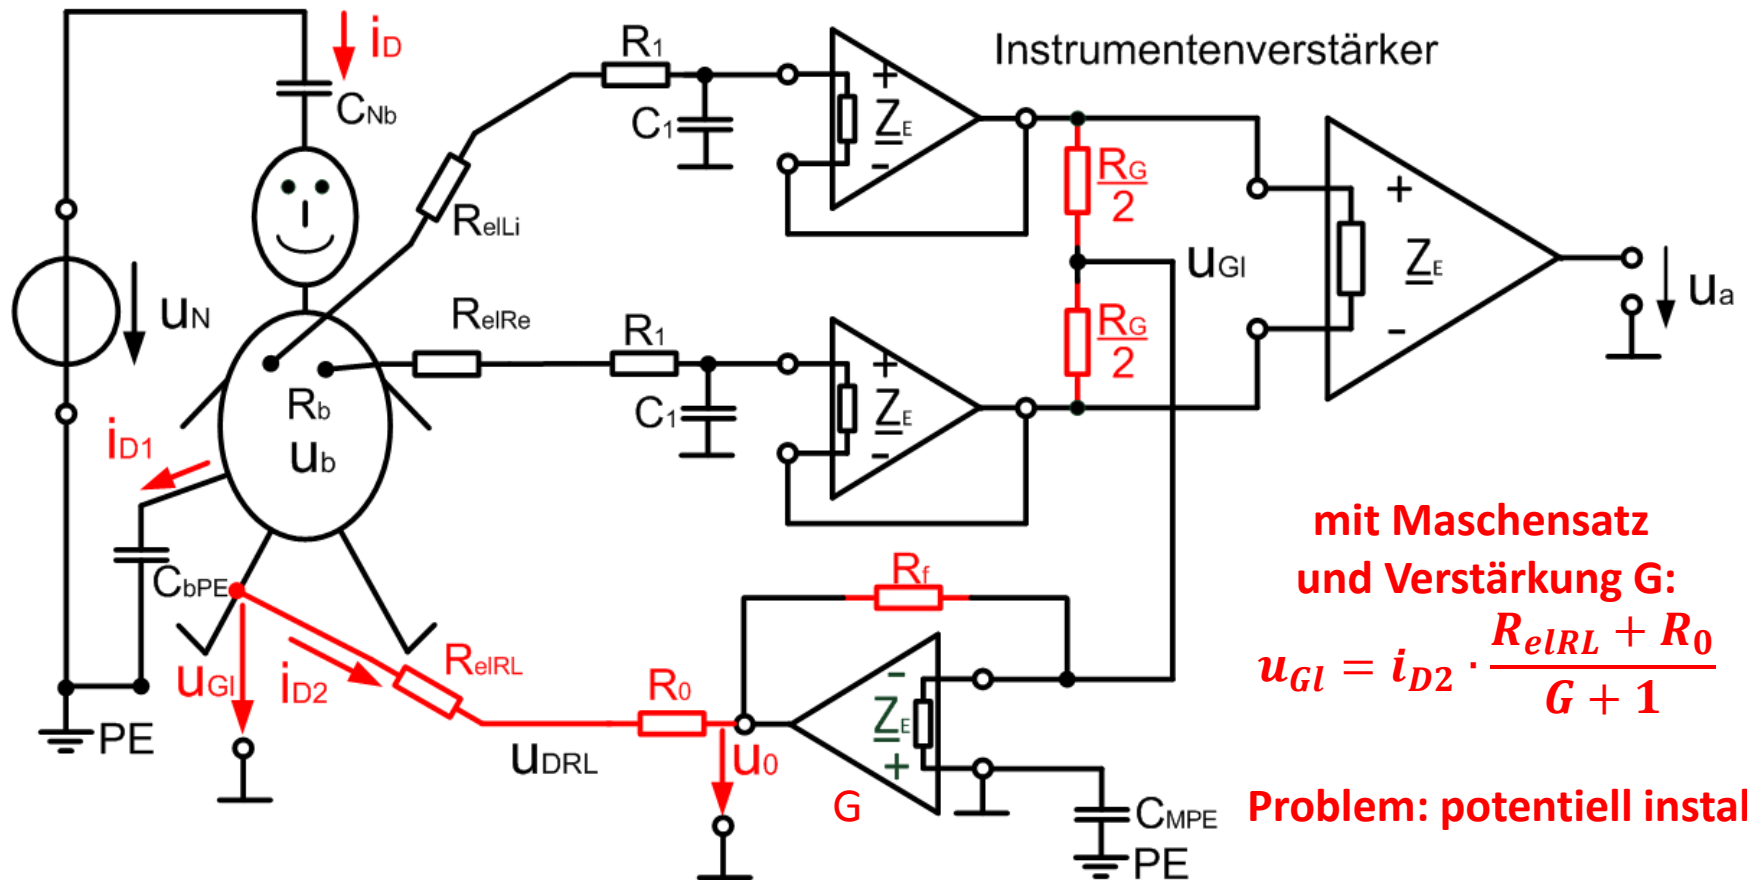 iD
CNb
R1
C1
+
ZE
-
Instrumentenverstärker
RelLi
RG
2
uN
uGl
+
ZE
-
ua
RelRe
R1
C1
+
ZE
-
RG
2
Rb
ub
iD1
CbPE
uGl
iD2
RelRL
R0
uDRL
u0
Rf
-
ZE
+
G
CMPE
PE
PE
mit Maschensatz
und Verstärkung G:
uGl = iD2 · (RelRL + R0) / (G + 1)
Problem: potentiell instal